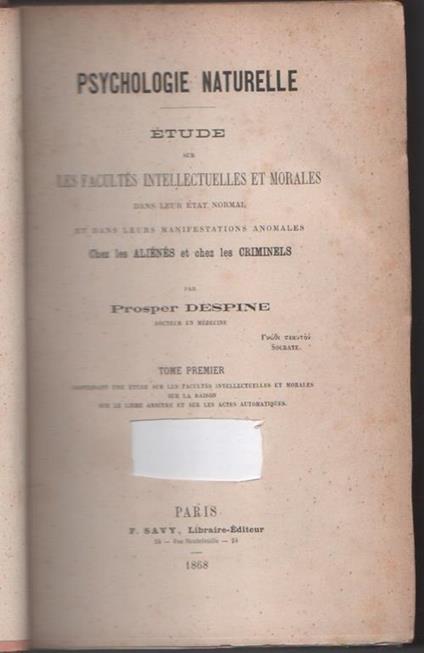 PSYCHOLOGIE NATURELLE
ÉTUDE
SUR
LES FACULTÉS INTELLECTUELLES ET MORALES
DANS LEUR ÉTAT NORMAL
ET DANS LEURS MANIFESTATIONS ANOMALES
Chez les ALIÉNÉS et chez les CRIMINELS
PAR
Prosper DESPINE
DOCTEUR EN MÉDECINE
Γνῶθι σεαυτόν
SOCRATE.
TOME PREMIER
CONTENANT UNE ÉTUDE SUR LES FACULTÉS INTELLECTUELLES ET MORALES
SUR LA RAISON
SUR LE LIBRE ARBITRE ET SUR LES ACTES AUTOMATIQUES.
PARIS
F. SAVY, Libraire-Éditeur
24 — Rue Hautefeuille — 24
1868